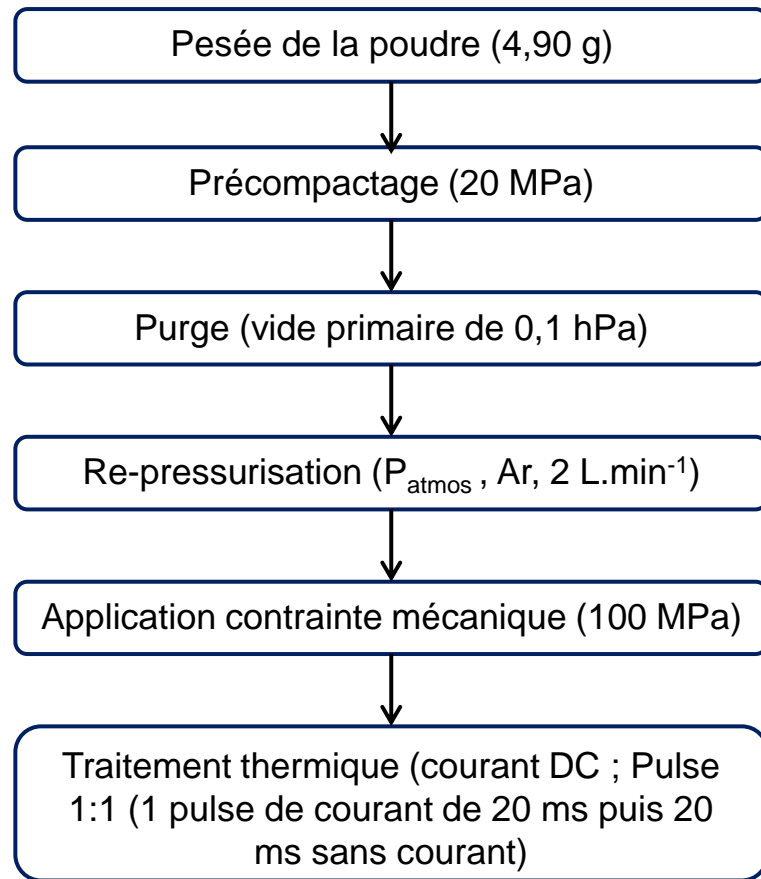 Pesée de la poudre (4,90 g)
Précompactage (20 MPa)
Purge (vide primaire de 0,1 hPa)
Re-pressurisation (Patmos , Ar, 2 L.min-1)
Application contrainte mécanique (100 MPa)
Traitement thermique (courant DC ; Pulse
1:1 (1 pulse de courant de 20 ms puis 20
ms sans courant)